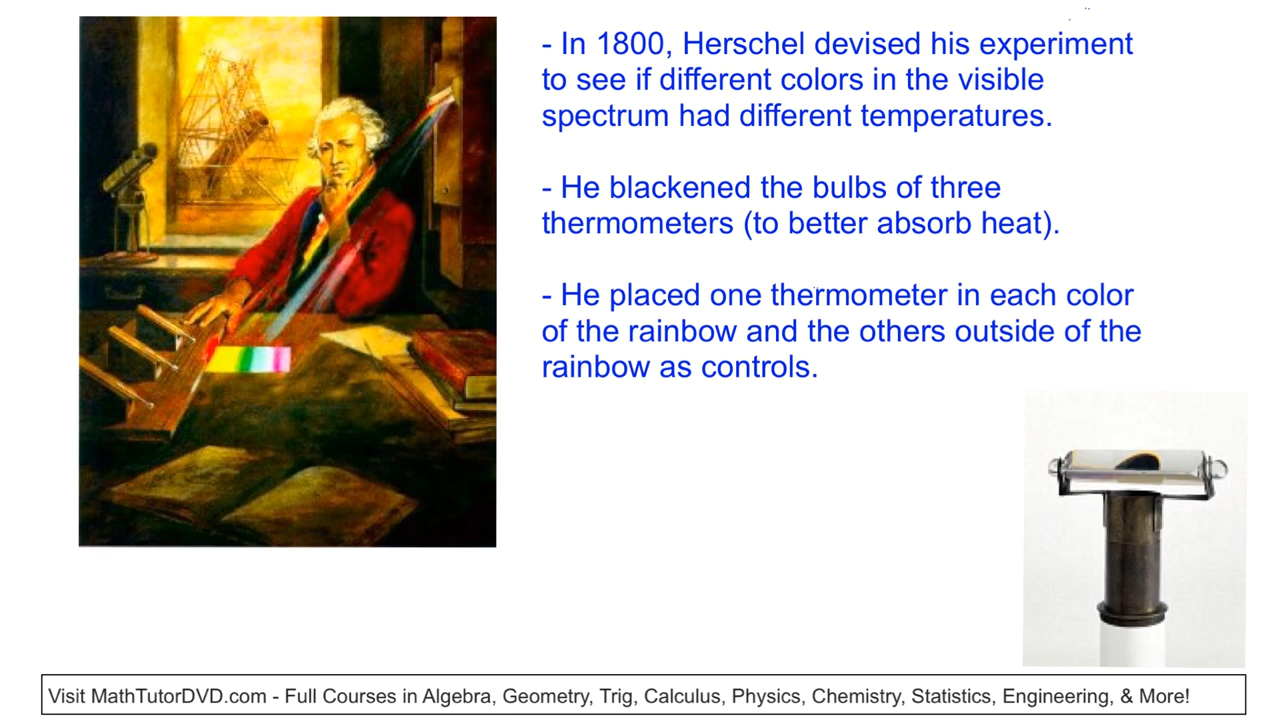 - In 1800, Herschel devised his experiment
to see if different colors in the visible
spectrum had different temperatures.
- He blackened the bulbs of three
thermometers (to better absorb heat).
- He placed one thermometer in each color
of the rainbow and the others outside of the
rainbow as controls.
Visit MathTutorDVD.com - Full Courses in Algebra, Geometry, Trig, Calculus, Physics, Chemistry, Statistics, Engineering, & More!